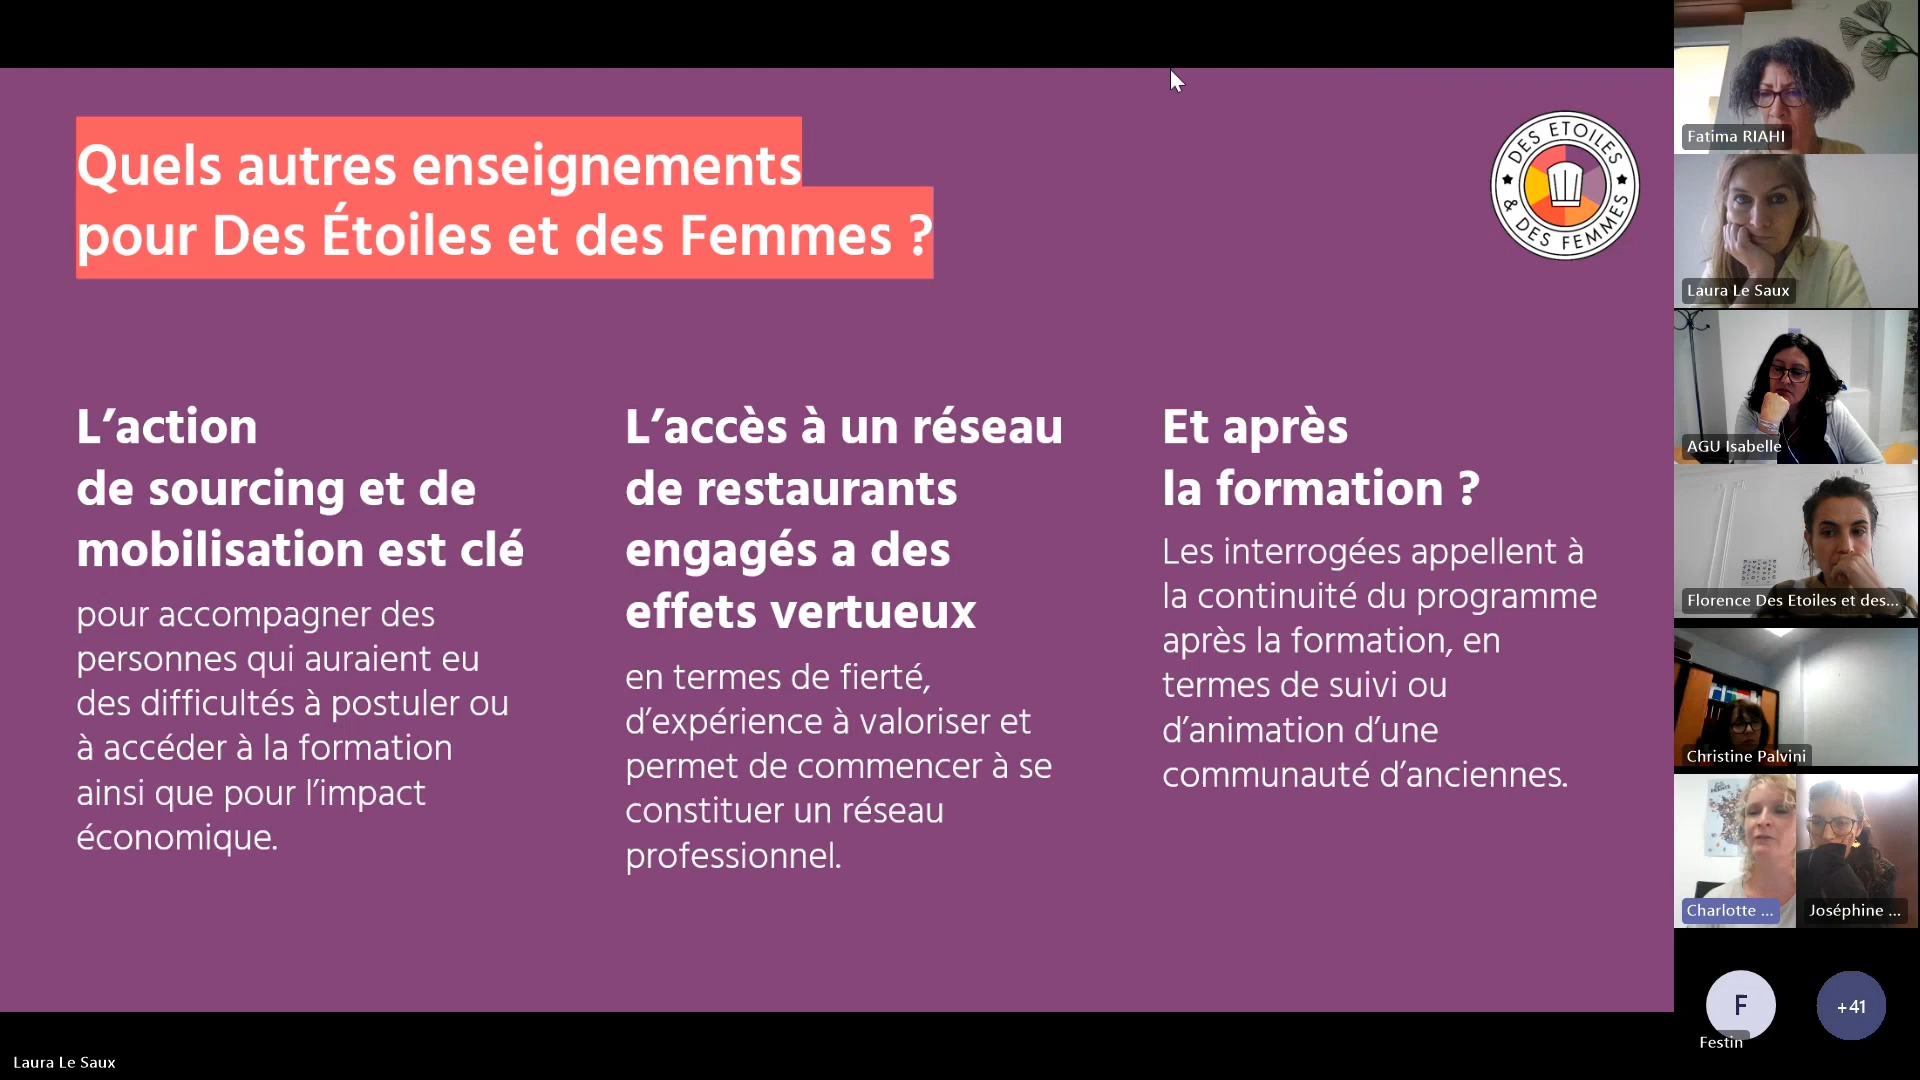 Quels autres enseignements
pour Des Étoiles et des Femmes ?
DES ETOILES
& DES FEMMES
L’action
de sourcing et de
mobilisation est clé
pour accompagner des
personnes qui auraient eu
des difficultés à postuler ou
à accéder à la formation
ainsi que pour l’impact
économique.
L’accès à un réseau
de restaurants
engagés a des
effets vertueux
en termes de fierté,
d’expérience à valoriser et
permet de commencer à se
constituer un réseau
professionnel.
Et après
la formation ?
Les interrogées appellent à
la continuité du programme
après la formation, en
termes de suivi ou
d’animation d’une
communauté d’anciennes.
Fatima RIAHI
Laura Le Saux
AGU Isabelle
Florence Des Etoiles et des...
Christine Palvini
Charlotte ...
Joséphine ...
F
Festin
+41
Laura Le Saux